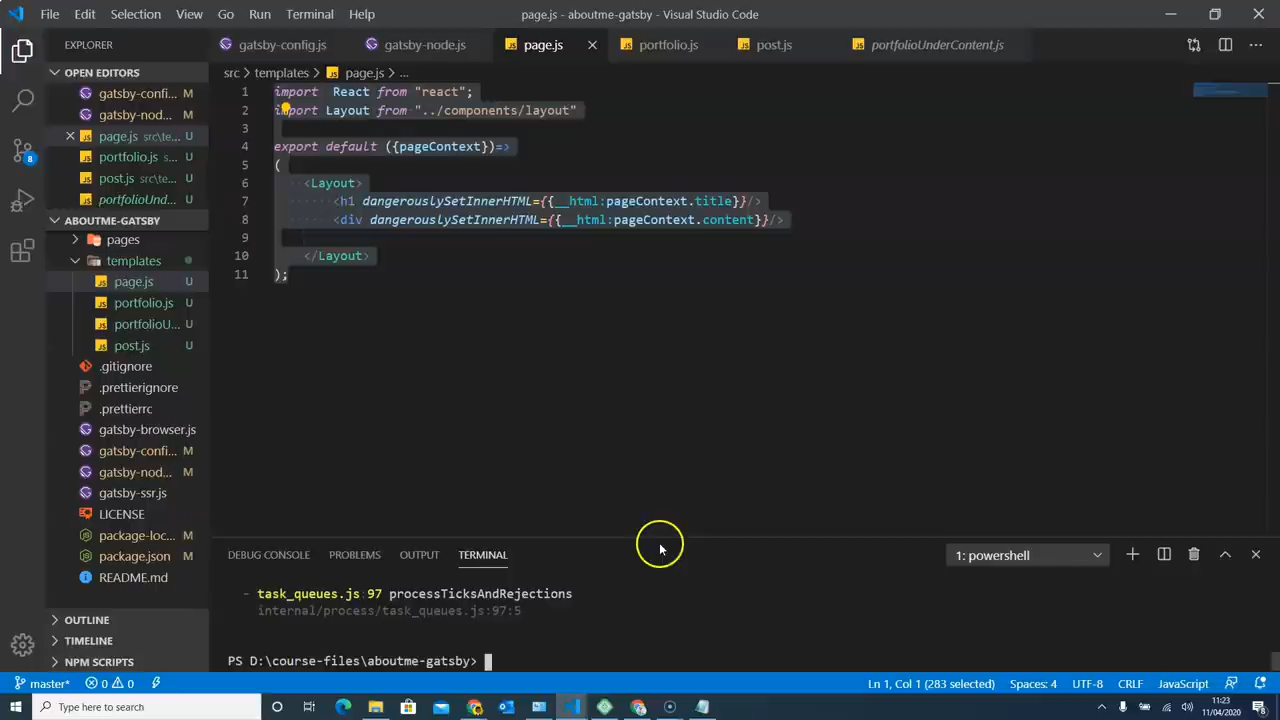 File Edit Selection View Go Run Terminal Help page.js - aboutme-gatsby - Visual Studio Code
EXPLORER
gatsby-config.js gatsby-node.js page.js portfolio.js post.js portfolioUnderContent.js
OPEN EDITORS
gatsby-confi... M
gatsby-nod... M
page.js src\te... U
portfolio.js s... U
post.js src\te... U
portfolioUnd... U
ABOUTME-GATSBY
pages
templates
page.js U
portfolio.js U
portfolioU... U
post.js U
.gitignore
.prettierignore
.prettierrc
gatsby-browser.js
gatsby-confi... M
gatsby-nod... M
gatsby-ssr.js
LICENSE
package-loc... M
package.json M
README.md
OUTLINE
TIMELINE
NPM SCRIPTS
src > templates > page.js > ...
1 import React from "react";
2 import Layout from "../components/layout"
3
4 export default ({pageContext})=>
5 (
6 <Layout>
7 <h1 dangerouslySetInnerHTML={{__html:pageContext.title}}/>
8 <div dangerouslySetInnerHTML={{__html:pageContext.content}}/>
9
10 </Layout>
11 );
DEBUG CONSOLE PROBLEMS OUTPUT TERMINAL 1: powershell
- task_queues.js:97 processTicksAndRejections
internal/process/task_queues.js:97:5
PS D:\course-files\aboutme-gatsby>
8
master* 0 0 Ln 1, Col 1 (283 selected) Spaces: 4 UTF-8 CRLF JavaScript
Type here to search
11:23
11/04/2020